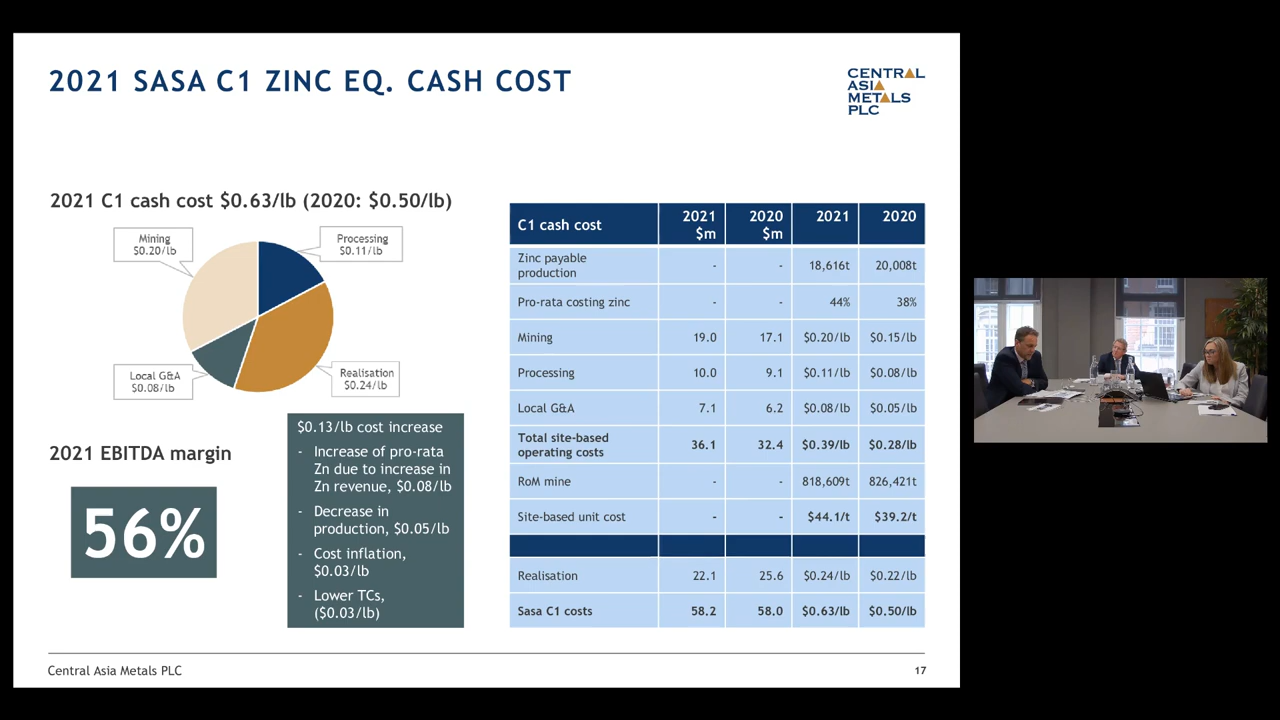 2021 SASA C1 ZINC EQ. CASH COST
CENTRAL
ASIA
METALS
PLC
2021 C1 cash cost $0.63/lb (2020: $0.50/lb)
Mining
$0.20/lb
Processing
$0.11/lb
Local G&A
$0.08/lb
Realisation
$0.24/lb
2021 EBITDA margin
56%
$0.13/lb cost increase
- Increase of pro-rata
Zn due to increase in
Zn revenue, $0.08/lb
- Decrease in
production, $0.05/lb
- Cost inflation,
$0.03/lb
- Lower TCs,
($0.03/lb)
C1 cash cost 2021 $m 2020 $m 2021 2020
Zinc payable
production - - 18,616t 20,008t
Pro-rata costing zinc - - 44% 38%
Mining 19.0 17.1 $0.20/lb $0.15/lb
Processing 10.0 9.1 $0.11/lb $0.08/lb
Local G&A 7.1 6.2 $0.08/lb $0.05/lb
Total site-based
operating costs 36.1 32.4 $0.39/lb $0.28/lb
RoM mine - - 818,609t 826,421t
Site-based unit cost - - $44.1/t $39.2/t
Realisation 22.1 25.6 $0.24/lb $0.22/lb
Sasa C1 costs 58.2 58.0 $0.63/lb $0.50/lb
Central Asia Metals PLC
17